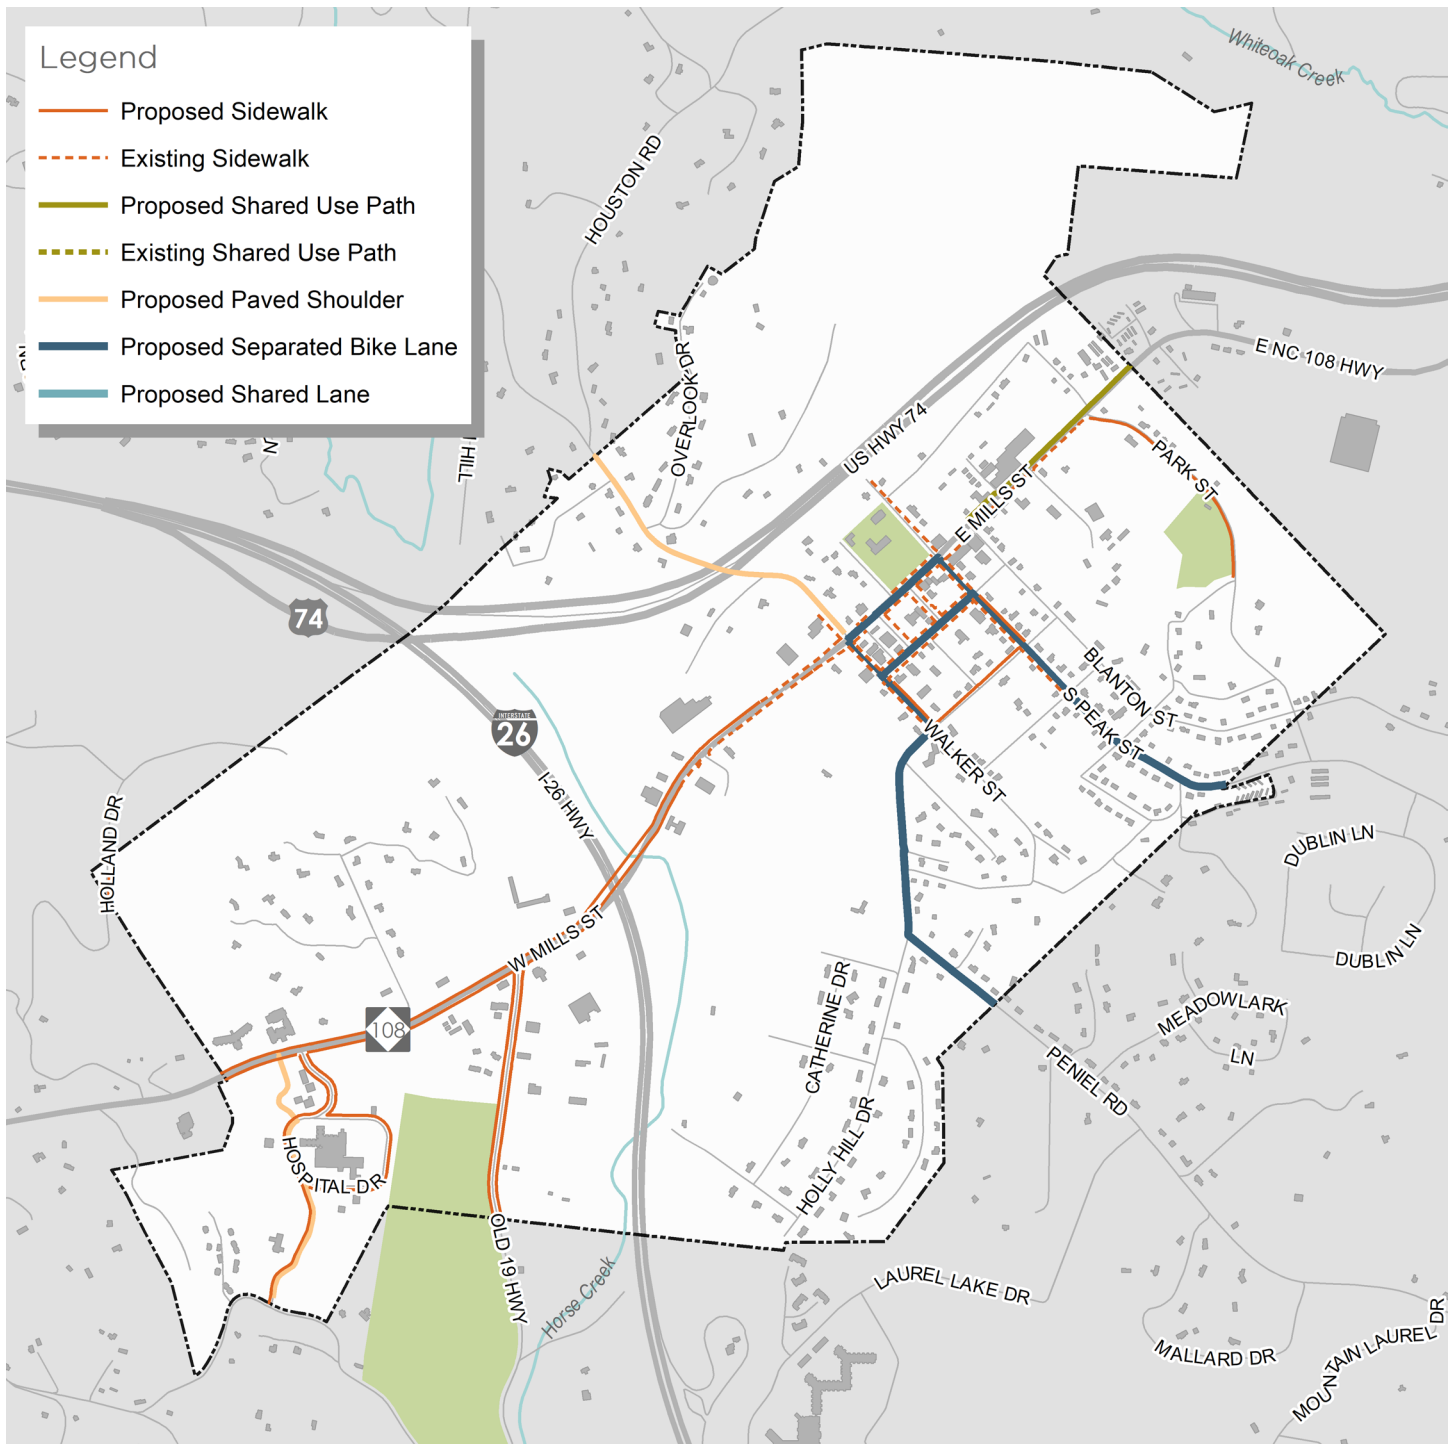 Legend
Proposed Sidewalk
Existing Sidewalk
Proposed Shared Use Path
Existing Shared Use Path
Proposed Paved Shoulder
Proposed Separated Bike Lane
Proposed Shared Lane
Whiteoak Creek
HOUSTON RD
E NC 108 HWY
OVERLOOK DR
US HWY 74
HILL
LN
PARK ST
E MILLS ST
74
INTERSTATE
26
I-26 HWY
BLANTON ST
S PEAK ST
WALKER ST
HOLLAND DR
DUBLIN LN
DUBLIN LN
W MILLS ST
108
CATHERINE DR
MEADOWLARK
LN
PENIEL RD
HOLLY HILL DR
HOSPITAL DR
OLD 19 HWY
Horse Creek
LAUREL LAKE DR
MALLARD DR
MOUNTAIN LAUREL
DR